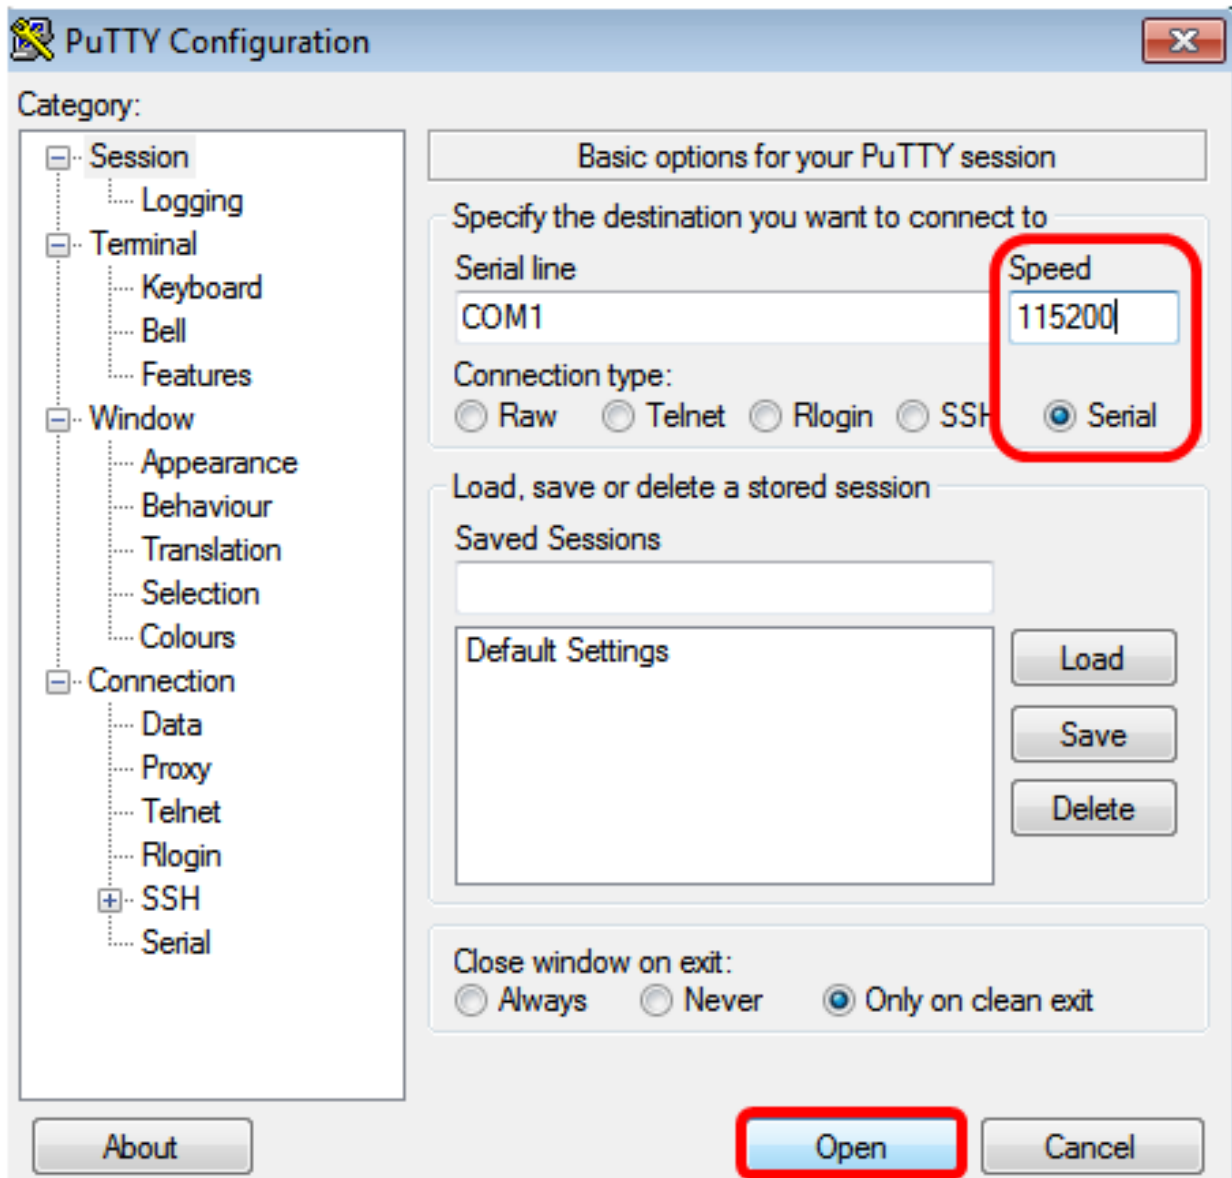 PuTTY Configuration
Category:
Session
Logging
Terminal
Keyboard
Bell
Features
Window
Appearance
Behaviour
Translation
Selection
Colours
Connection
Data
Proxy
Telnet
Rlogin
SSH
Serial
Basic options for your PuTTY session
Specify the destination you want to connect to
Serial line Speed
COM1 115200
Connection type:
Raw Telnet Rlogin SSH Serial
Load, save or delete a stored session
Saved Sessions
Default Settings
Load
Save
Delete
Close window on exit:
Always Never Only on clean exit
About Open Cancel